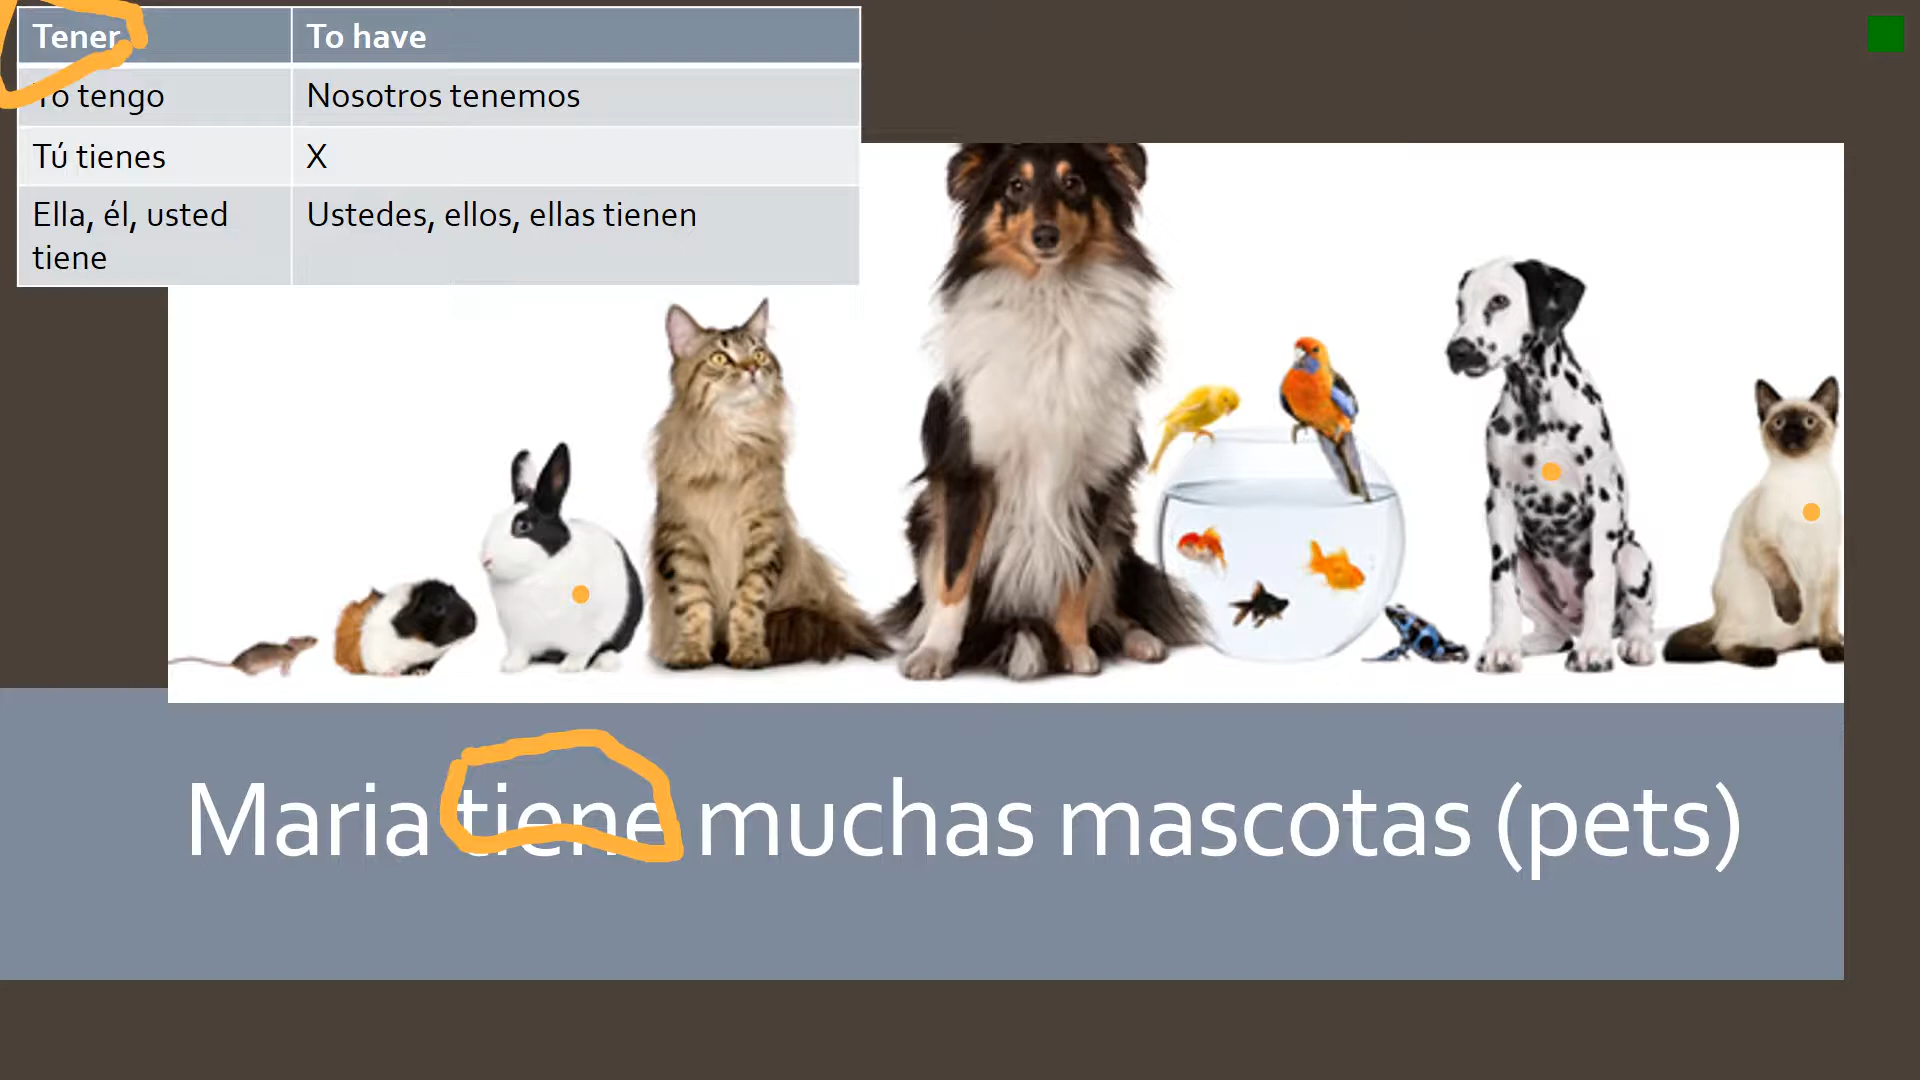 Tener To have
Yo tengo Nosotros tenemos
Tú tienes X
Ella, él, usted Ustedes, ellos, ellas tienen
tiene
Maria tiene muchas mascotas (pets)